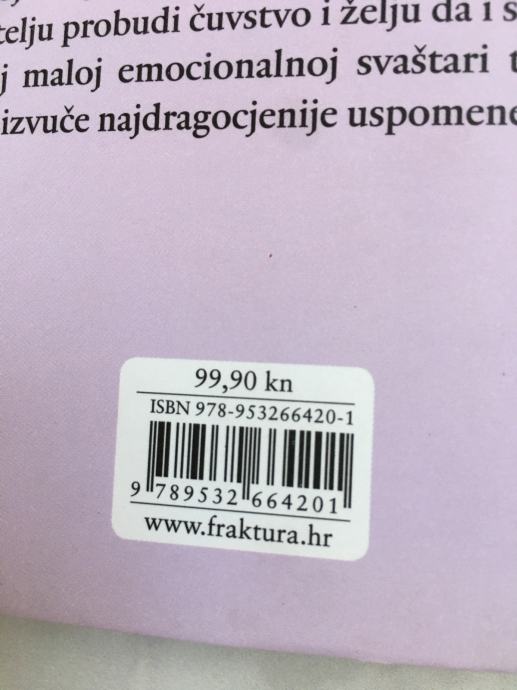 probudi čuvstvo i želju da i
maloj emocionalnoj svaštari
izvuče najdragocjenije uspomene
99,90 kn
ISBN 978-953266420-1
9 789532 664201
www.fraktura.hr